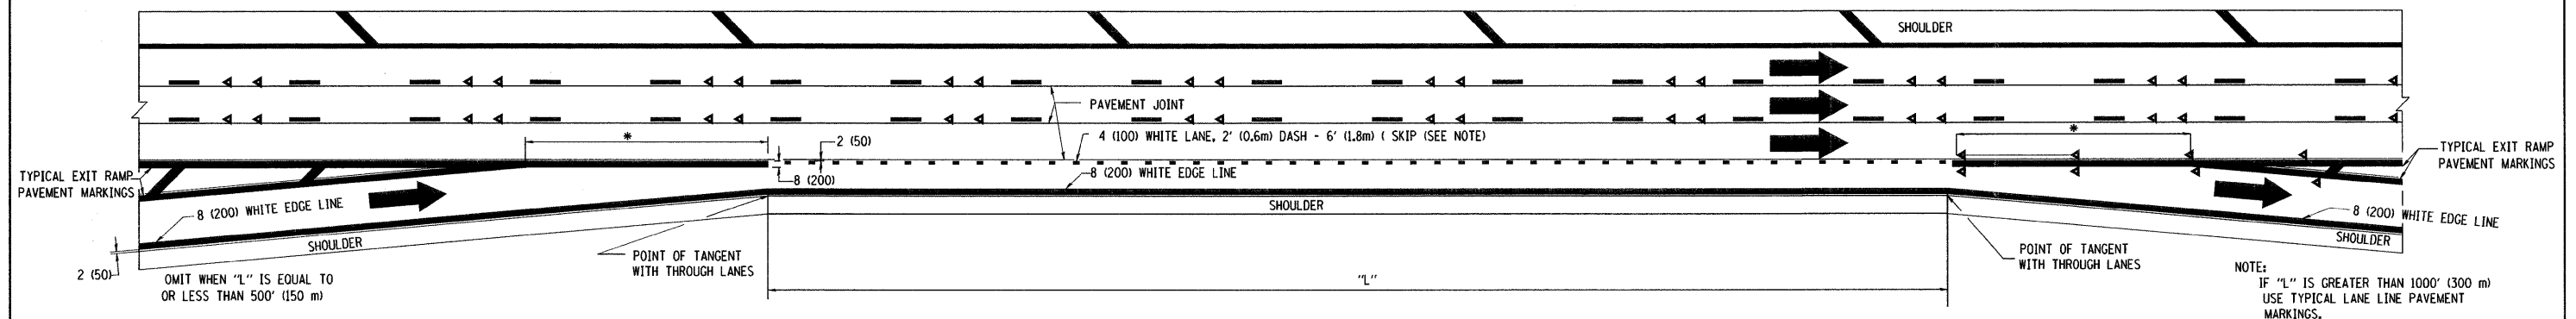 SHOULDER
PAVEMENT JOINT
*
2 (50)
4 (100) WHITE LANE, 2' (0.6m) DASH - 6' (1.8m) ( SKIP (SEE NOTE)
*
TYPICAL EXIT RAMP
PAVEMENT MARKINGS
8 (200)
8 (200) WHITE EDGE LINE
TYPICAL EXIT RAMP
PAVEMENT MARKINGS
8 (200) WHITE EDGE LINE
SHOULDER
SHOULDER
8 (200) WHITE EDGE LINE
SHOULDER
2 (50)
POINT OF TANGENT
WITH THROUGH LANES
POINT OF TANGENT
WITH THROUGH LANES
OMIT WHEN "L" IS EQUAL TO
OR LESS THAN 500' (150 m)
"L"
NOTE:
IF "L" IS GREATER THAN 1000' (300 m)
USE TYPICAL LANE LINE PAVEMENT
MARKINGS.